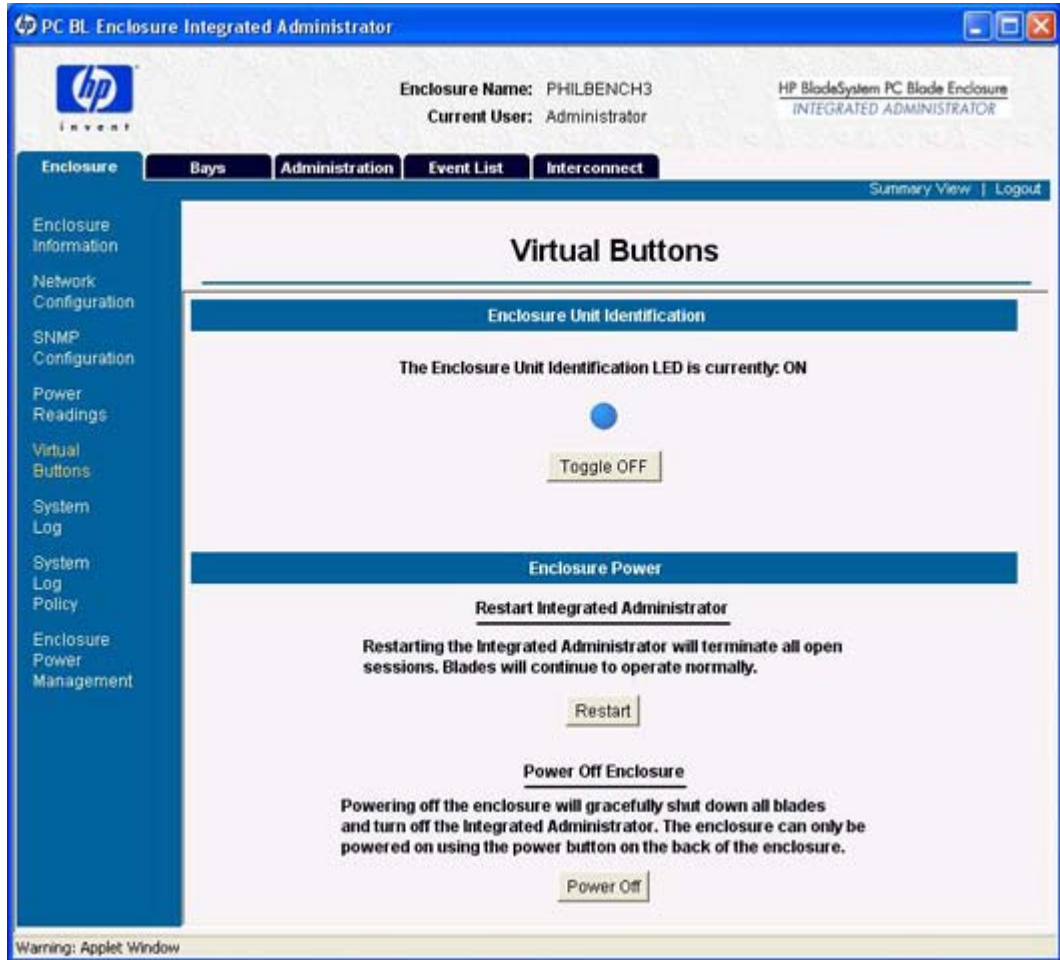 PC BL Enclosure Integrated Administrator
hp
invent
Enclosure Name: PHILBENCH3
Current User: Administrator
HP BladeSystem PC Blade Enclosure
INTEGRATED ADMINISTRATOR
Enclosure Bays Administration Event List Interconnect
Summary View | Logout
Enclosure
Information
Network
Configuration
SNMP
Configuration
Power
Readings
Virtual
Buttons
System
Log
System
Log
Policy
Enclosure
Power
Management
Virtual Buttons
Enclosure Unit Identification
The Enclosure Unit Identification LED is currently: ON
Toggle OFF
Enclosure Power
Restart Integrated Administrator
Restarting the Integrated Administrator will terminate all open
sessions. Blades will continue to operate normally.
Restart
Power Off Enclosure
Powering off the enclosure will gracefully shut down all blades
and turn off the Integrated Administrator. The enclosure can only be
powered on using the power button on the back of the enclosure.
Power Off
Warning: Applet Window